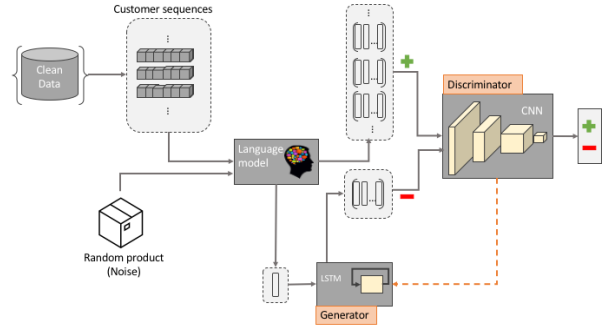 Customer sequences
Clean
Data
Discriminator
CNN
Language
model
Random product
(Noise)
LSTM
Generator